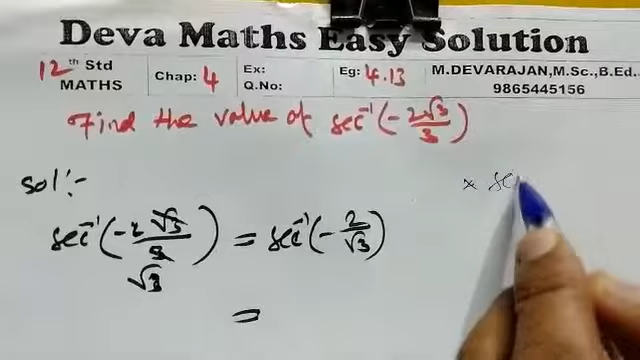 Deva Maths Easy Solution
12th Std MATHS
Chap: 4
Ex:
Q.No:
Eg: 4.13
M.DEVARAJAN,M.Sc.,B.Ed.
9865445156
Find the value of sec⁻¹(-2√3/3)
sol:-
sec⁻¹(-2√3/3) = sec⁻¹(-2/√3)
√3
=
* sec